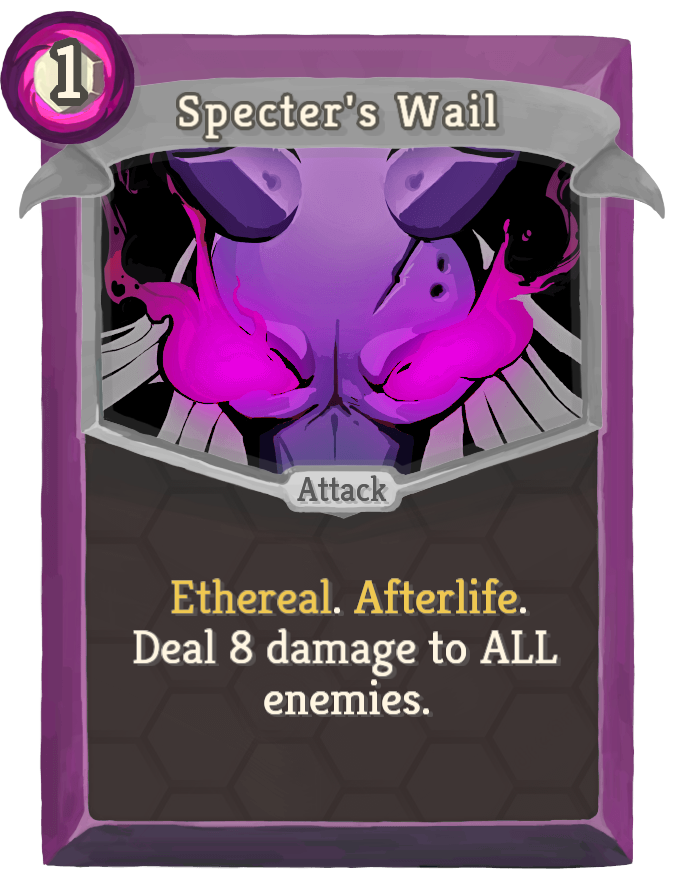 1
Specter's Wail
Attack
Ethereal. Afterlife.
Deal 8 damage to ALL
enemies.